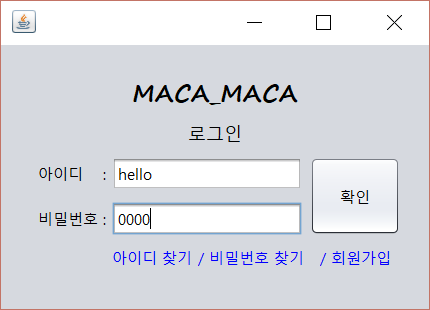 MACA_MACA
로그인
아이디 : hello
확인
비밀번호 : 0000
아이디 찾기 / 비밀번호 찾기 / 회원가입